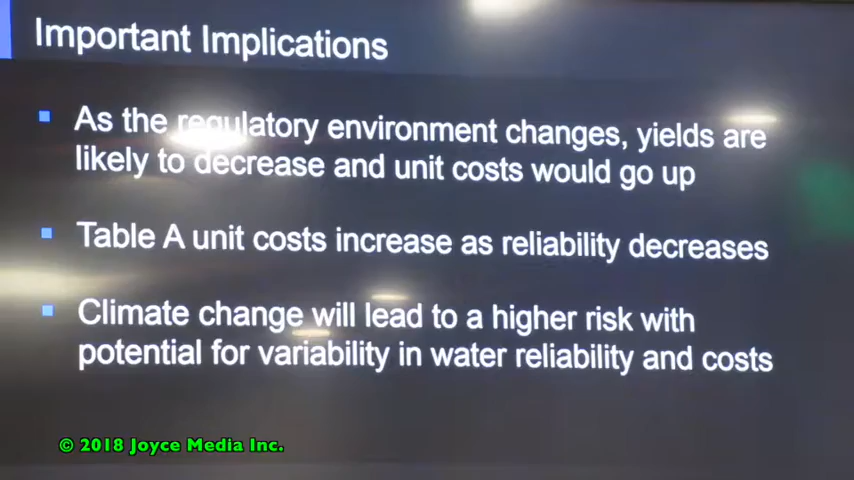 Important Implications
As the regulatory environment changes, yields are
likely to decrease and unit costs would go up
Table A unit costs increase as reliability decreases
Climate change will lead to a higher risk with
potential for variability in water reliability and costs
© 2018 Joyce Media Inc.